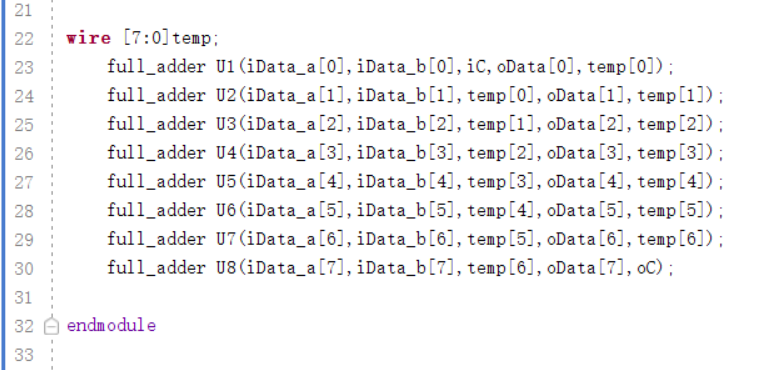 21
22 wire [7:0]temp;
23 full_adder U1(iData_a[0],iData_b[0],iC,oData[0],temp[0]);
24 full_adder U2(iData_a[1],iData_b[1],temp[0],oData[1],temp[1]);
25 full_adder U3(iData_a[2],iData_b[2],temp[1],oData[2],temp[2]);
26 full_adder U4(iData_a[3],iData_b[3],temp[2],oData[3],temp[3]);
27 full_adder U5(iData_a[4],iData_b[4],temp[3],oData[4],temp[4]);
28 full_adder U6(iData_a[5],iData_b[5],temp[4],oData[5],temp[5]);
29 full_adder U7(iData_a[6],iData_b[6],temp[5],oData[6],temp[6]);
30 full_adder U8(iData_a[7],iData_b[7],temp[6],oData[7],oC);
31
32 endmodule
33